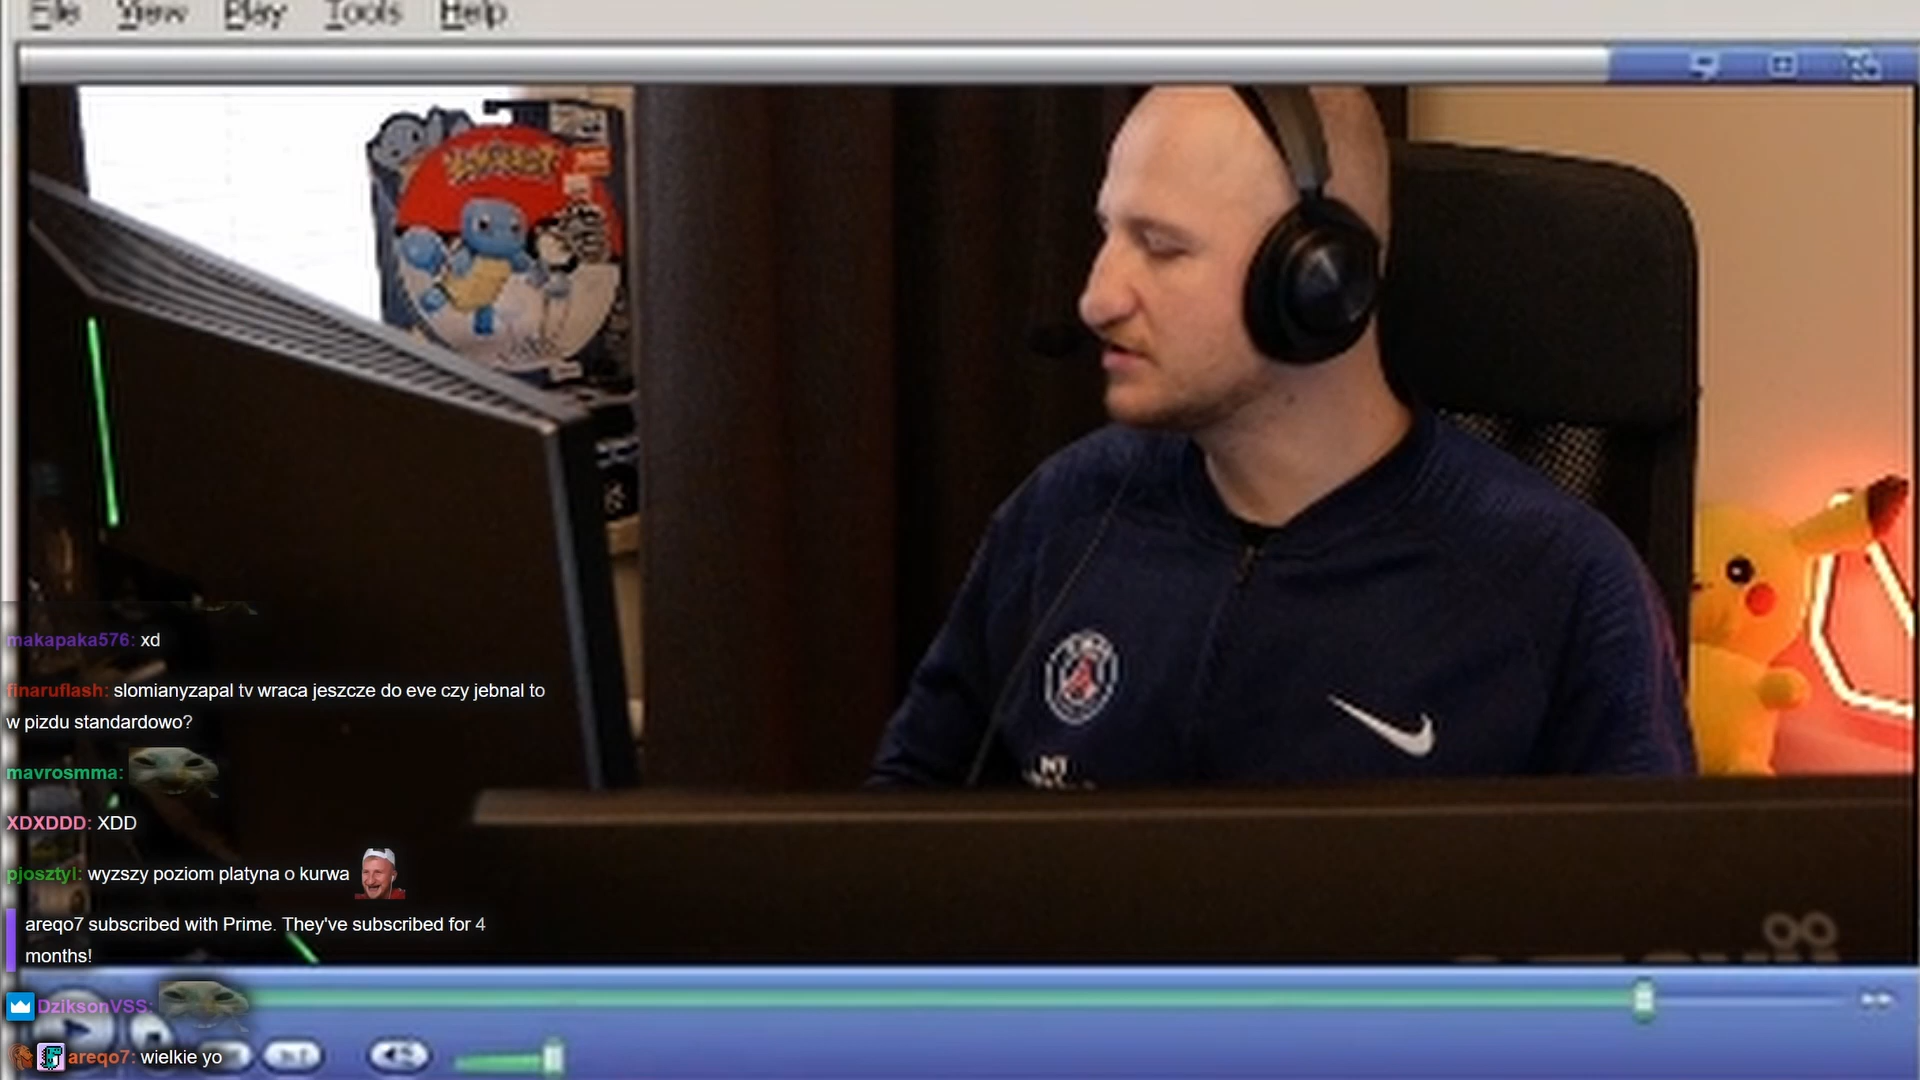 File View Play Tools Help
makapaka576: xd
finaruflash: slomianyzapal tv wraca jeszcze do eve czy jebnal to
w pizdu standardowo?
mavrosmma:
XDXDDD: XDD
pjosztyl: wyzszy poziom platyna o kurwa
areqo7 subscribed with Prime. They've subscribed for 4
months!
DziksonVSS:
areqo7: wielkie yo